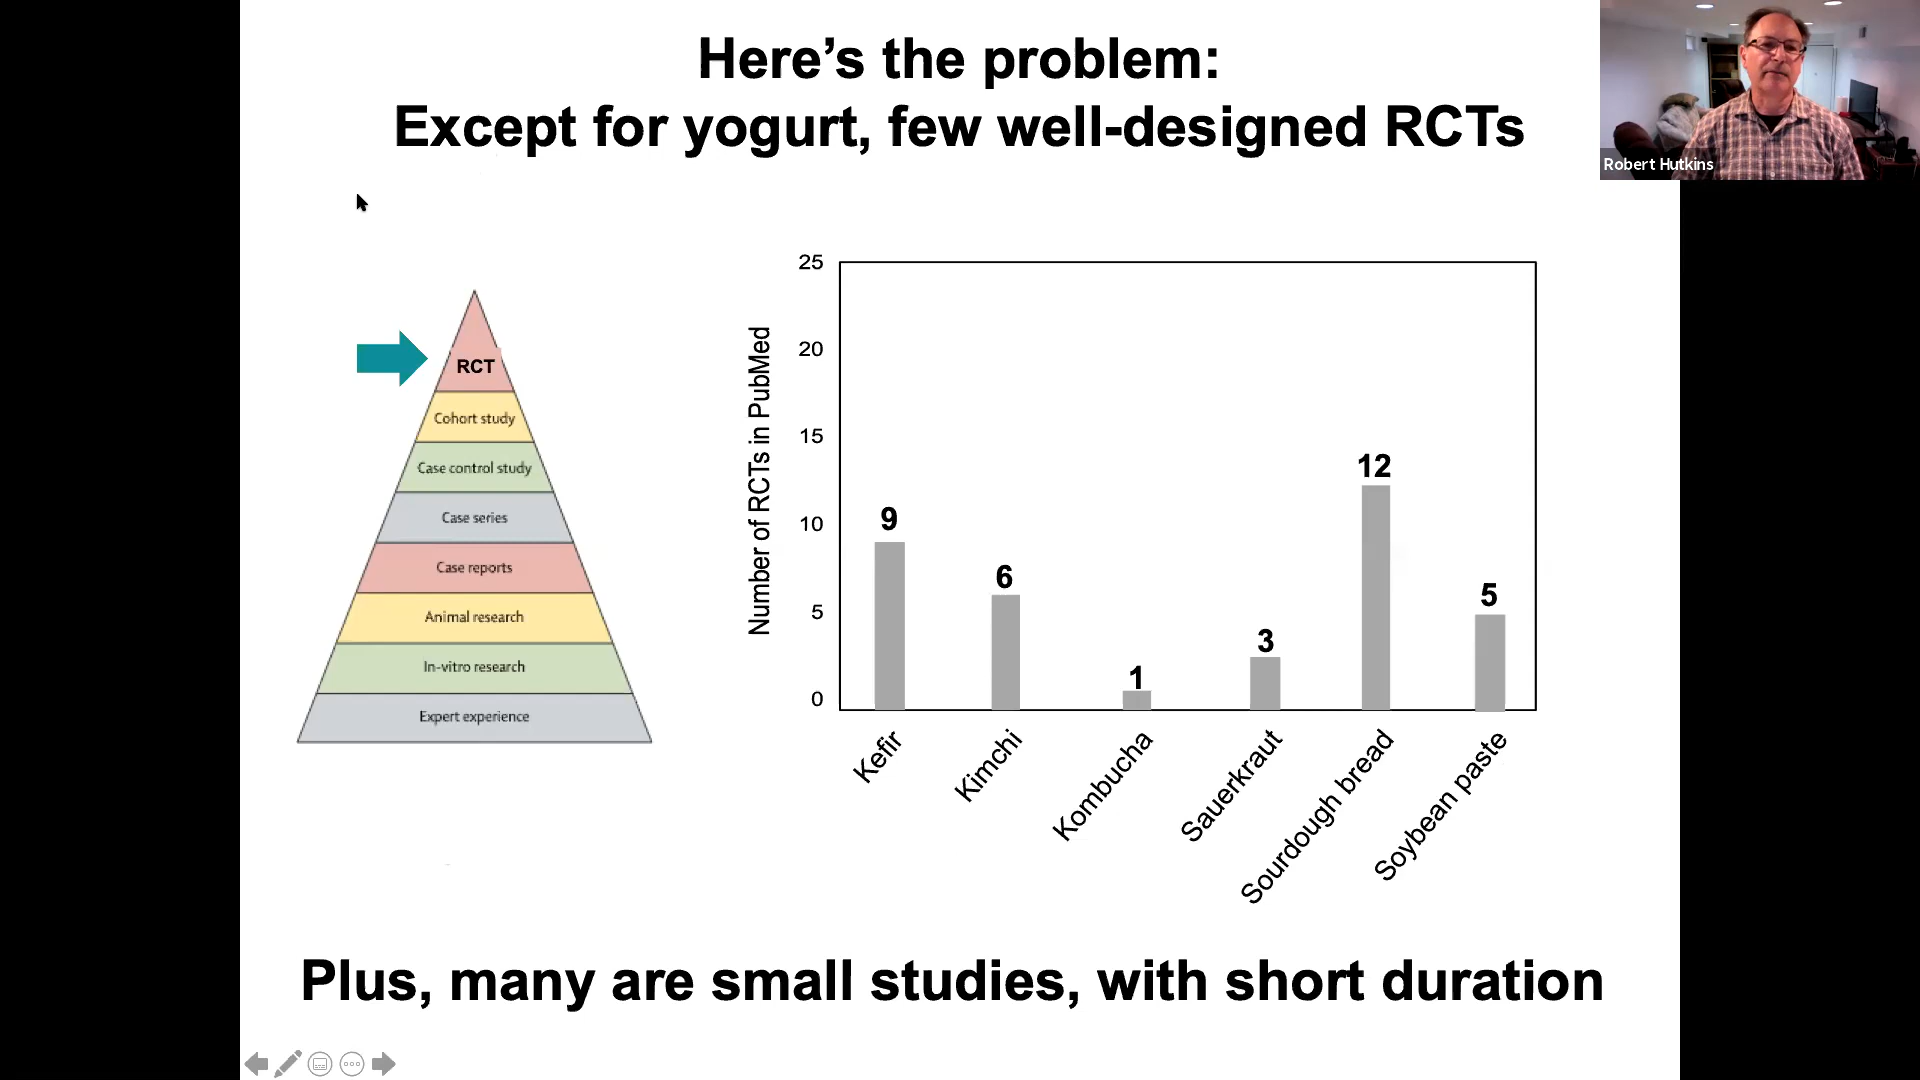 Here’s the problem:
Except for yogurt, few well-designed RCTs
Robert Hutkins
RCT
Cohort study
Case control study
Case series
Case reports
Animal research
In-vitro research
Expert experience
Number of RCTs in PubMed
25
20
15
10
5
0
9
6
1
3
12
5
Kefir
Kimchi
Kombucha
Sauerkraut
Sourdough bread
Soybean paste
Plus, many are small studies, with short duration